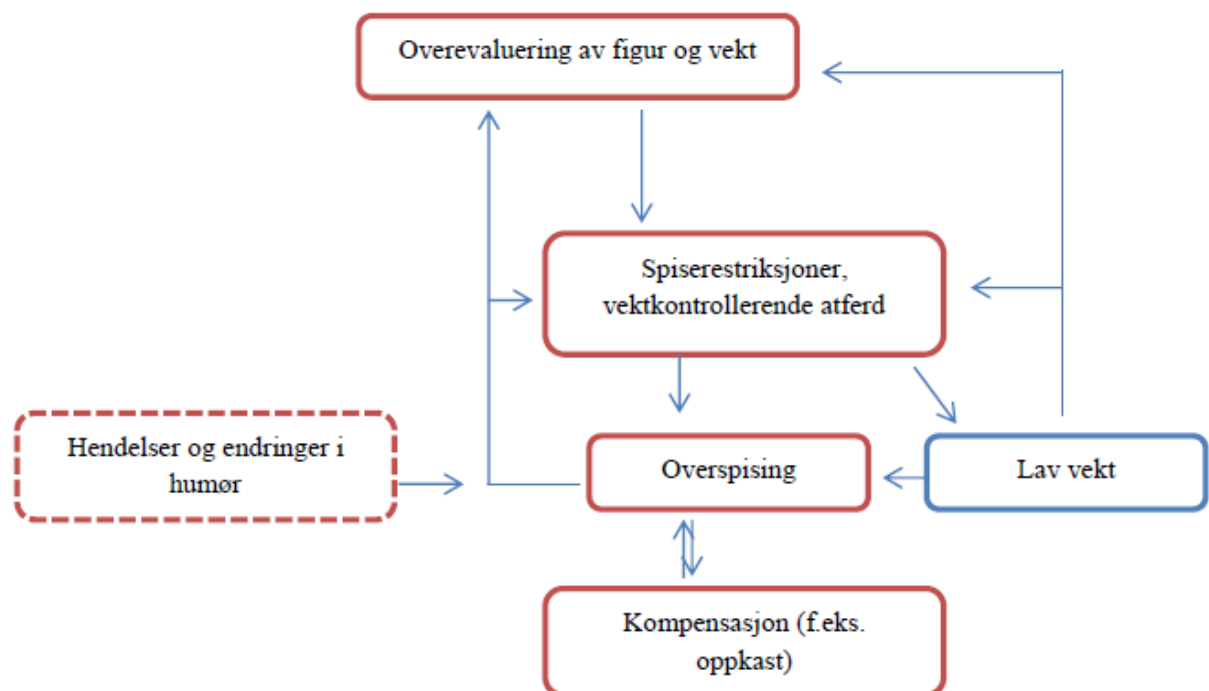 Overevaluering av figur og vekt
Spiserestriksjoner,
vektkontrollerende atferd
Hendelser og endringer i
humør
Overspising
Lav vekt
Kompensasjon (f.eks.
oppkast)